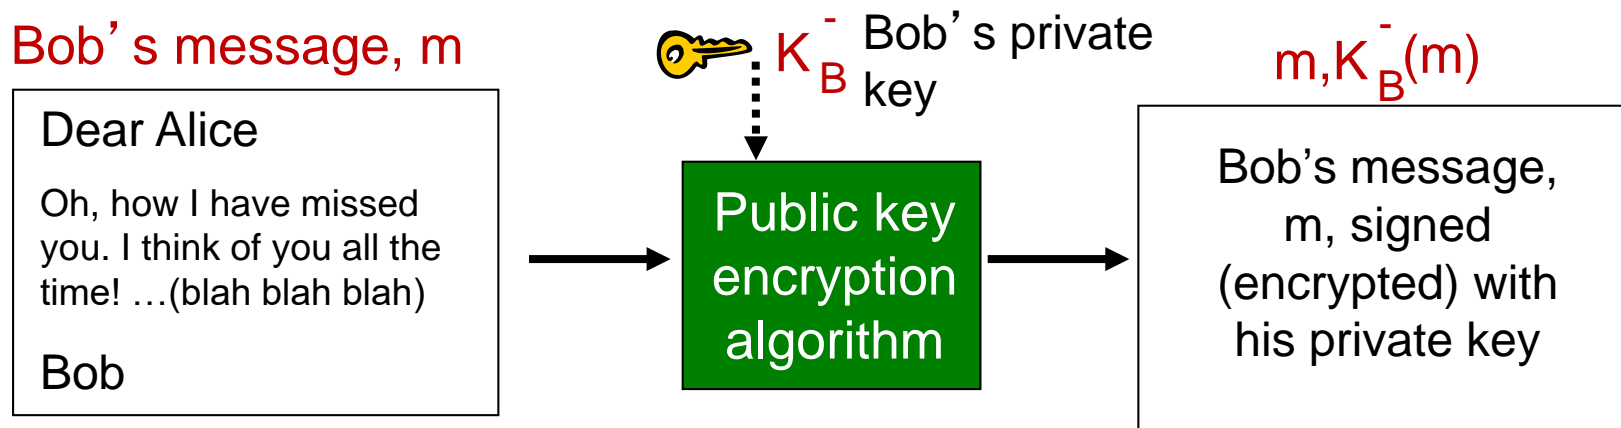 Bob’s message, m
Dear Alice
Oh, how I have missed
you. I think of you all the
time! …(blah blah blah)
Bob
K B -
Bob’s private
key
Public key
encryption
algorithm
m,K B - (m)
Bob’s message,
m, signed
(encrypted) with
his private key